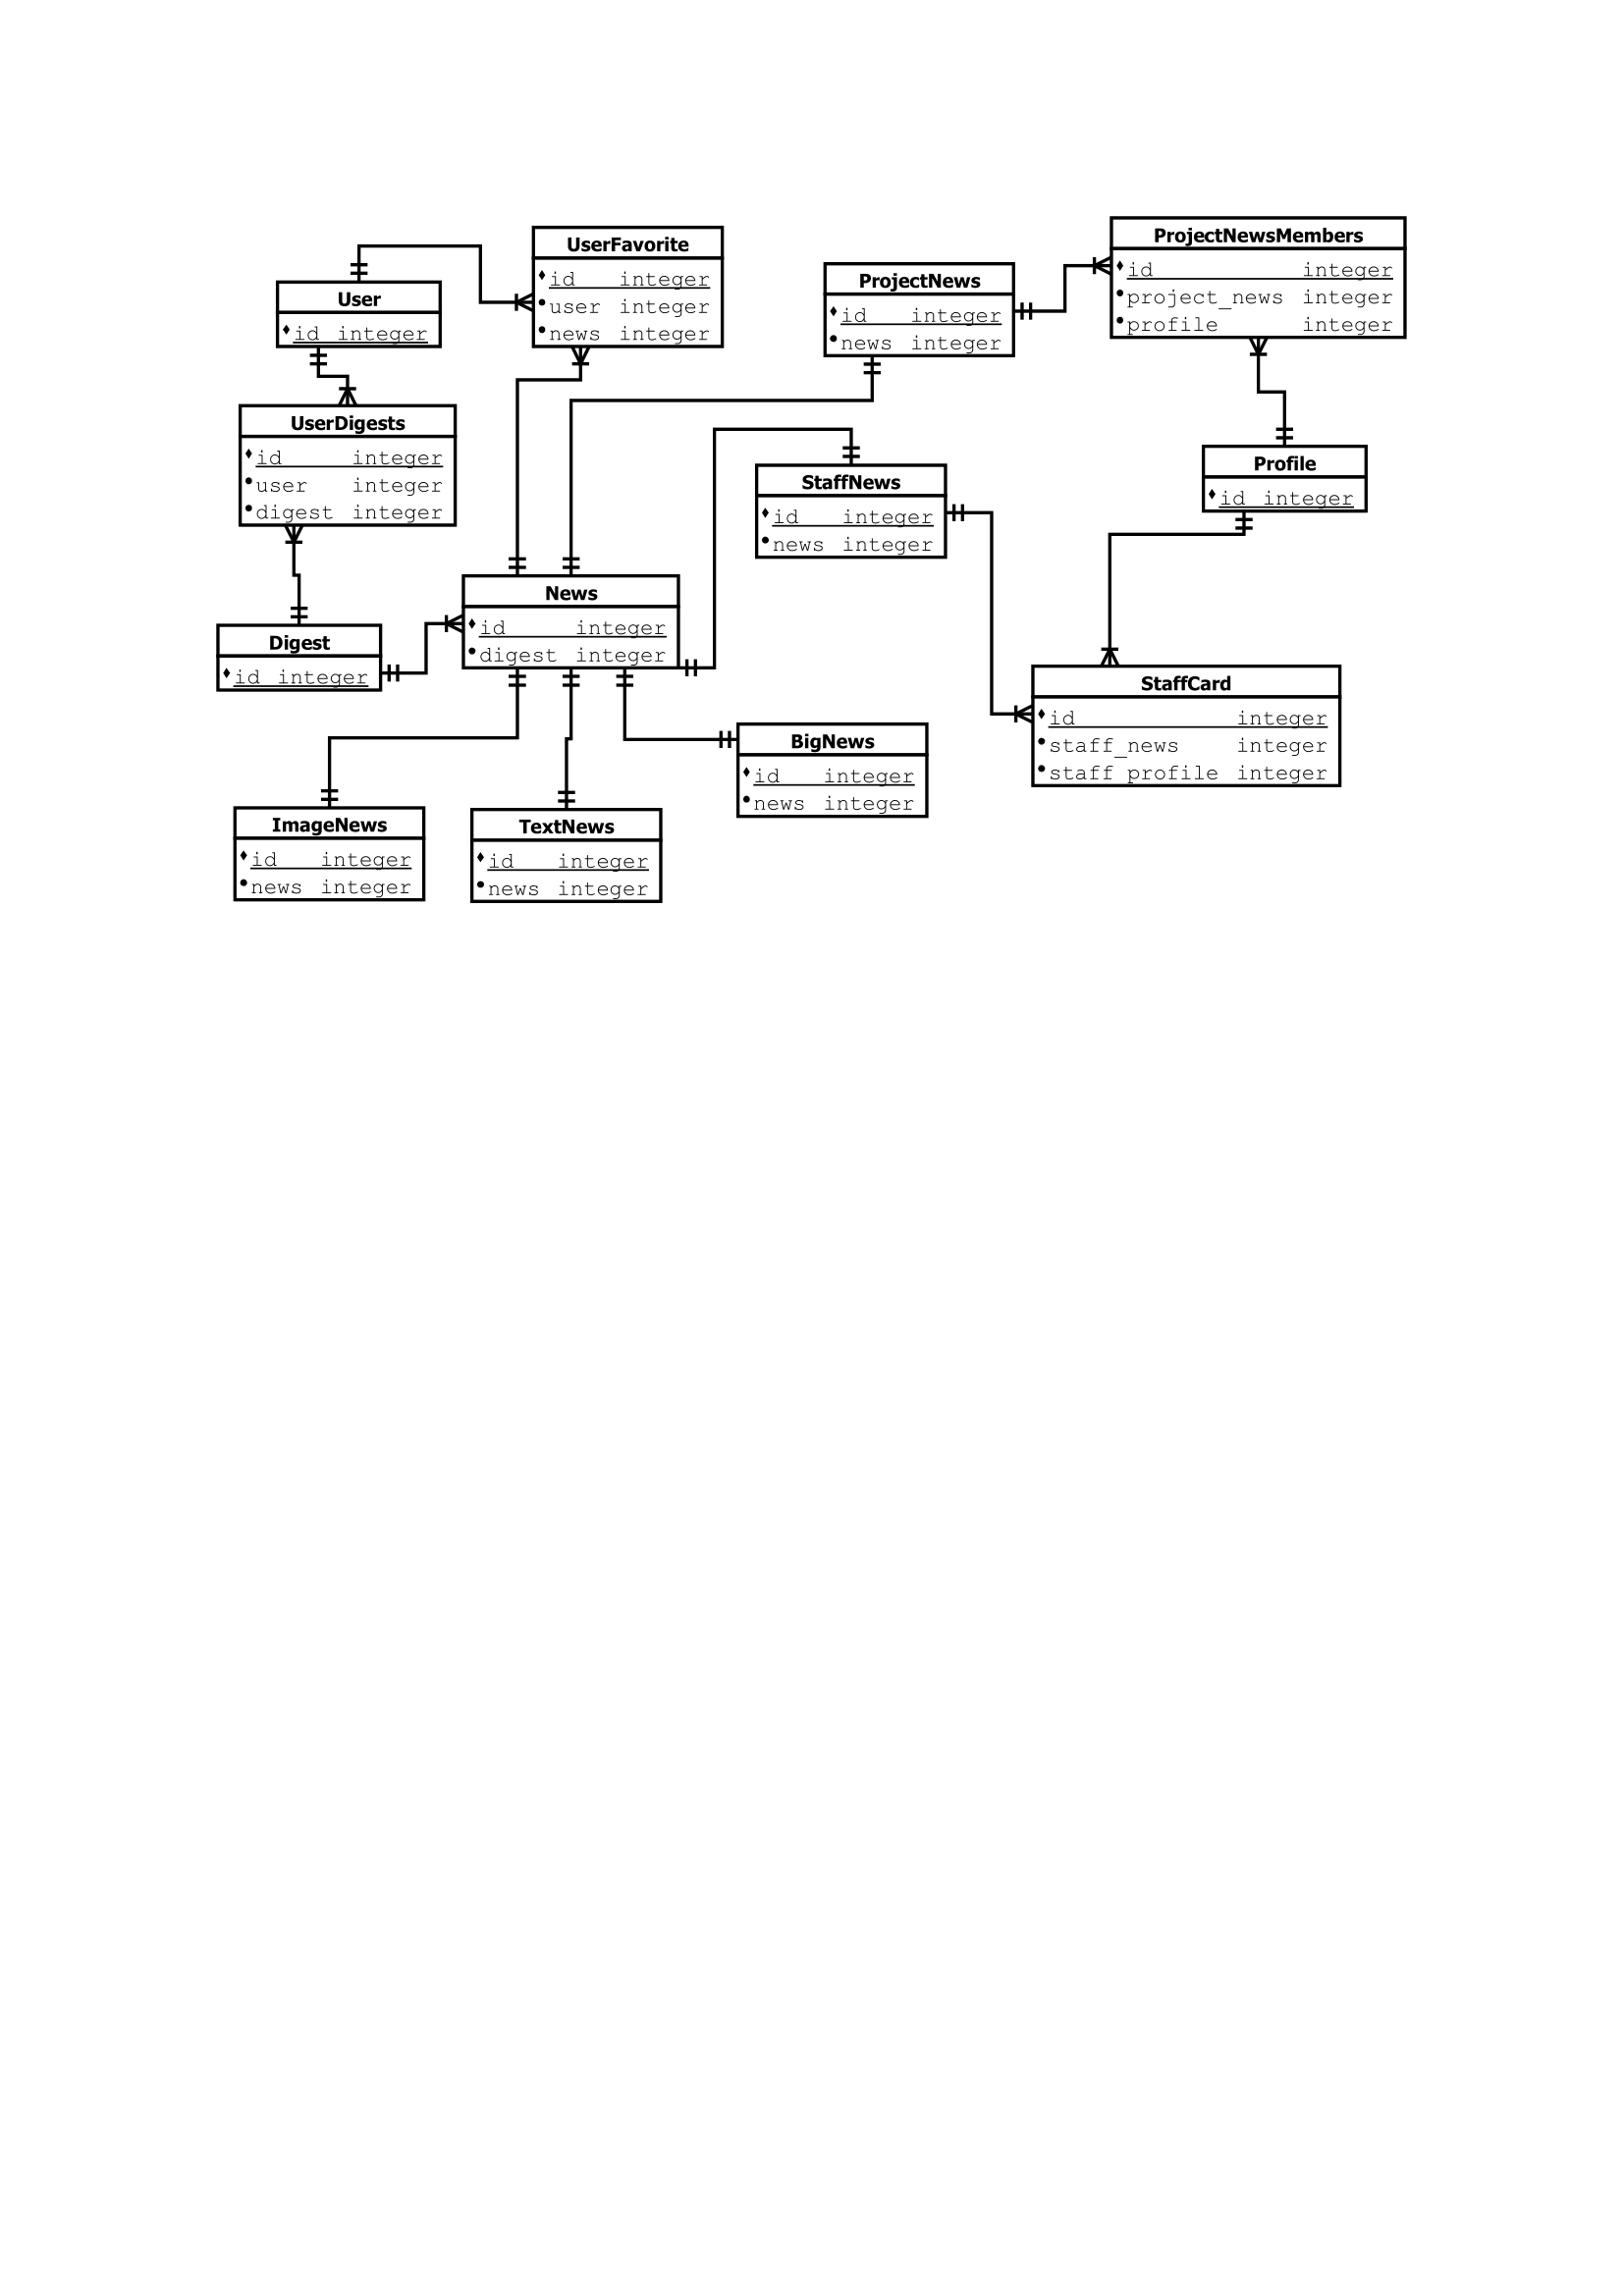 UserFavorite
id integer
user integer
news integer
ProjectNewsMembers
id integer
project_news integer
profile integer
ProjectNews
id integer
news integer
User
id integer
UserDigests
id integer
user integer
digest integer
StaffNews
id integer
news integer
Profile
id integer
News
id integer
digest integer
Digest
id integer
StaffCard
id integer
staff_news integer
staff_profile integer
BigNews
id integer
news integer
ImageNews
id integer
news integer
TextNews
id integer
news integer